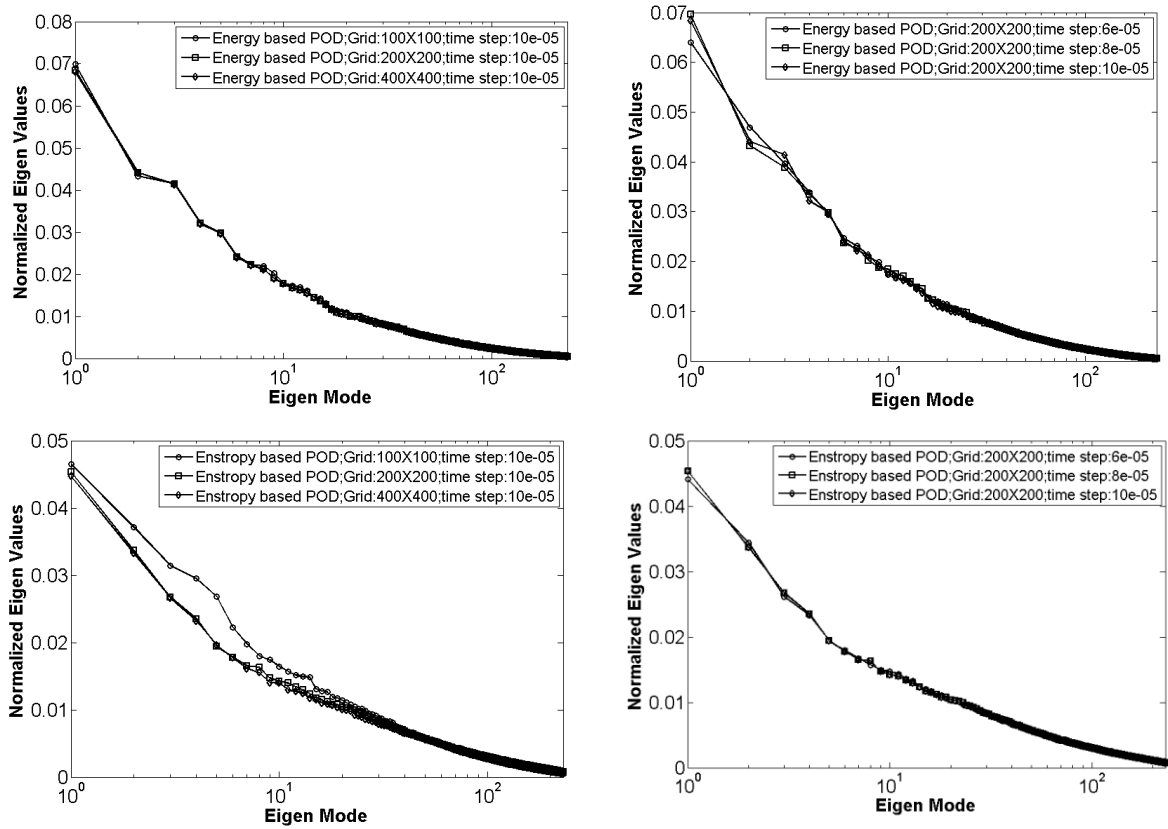 Normalized Eigen Values
0.08
0.07
0.06
0.05
0.04
0.03
0.02
0.01
0
Energy based POD;Grid:100X100;time step:10e-05
Energy based POD;Grid:200X200;time step:10e-05
Energy based POD;Grid:400X400;time step:10e-05
10^0
10^1
10^2
Eigen Mode
Normalized Eigen Values
0.07
0.06
0.05
0.04
0.03
0.02
0.01
0
Energy based POD;Grid:200X200;time step:6e-05
Energy based POD;Grid:200X200;time step:8e-05
Energy based POD;Grid:200X200;time step:10e-05
10^0
10^1
10^2
Eigen Mode
Normalized Eigen Values
0.05
0.04
0.03
0.02
0.01
0
Enstropy based POD;Grid:100X100;time step:10e-05
Enstropy based POD;Grid:200X200;time step:10e-05
Enstropy based POD;Grid:400X400;time step:10e-05
10^0
10^1
10^2
Eigen Mode
Normalized Eigen Values
0.05
0.04
0.03
0.02
0.01
0
Enstropy based POD;Grid:200X200;time step:6e-05
Enstropy based POD;Grid:200X200;time step:8e-05
Enstropy based POD;Grid:200X200;time step:10e-05
10^0
10^1
10^2
Eigen Mode